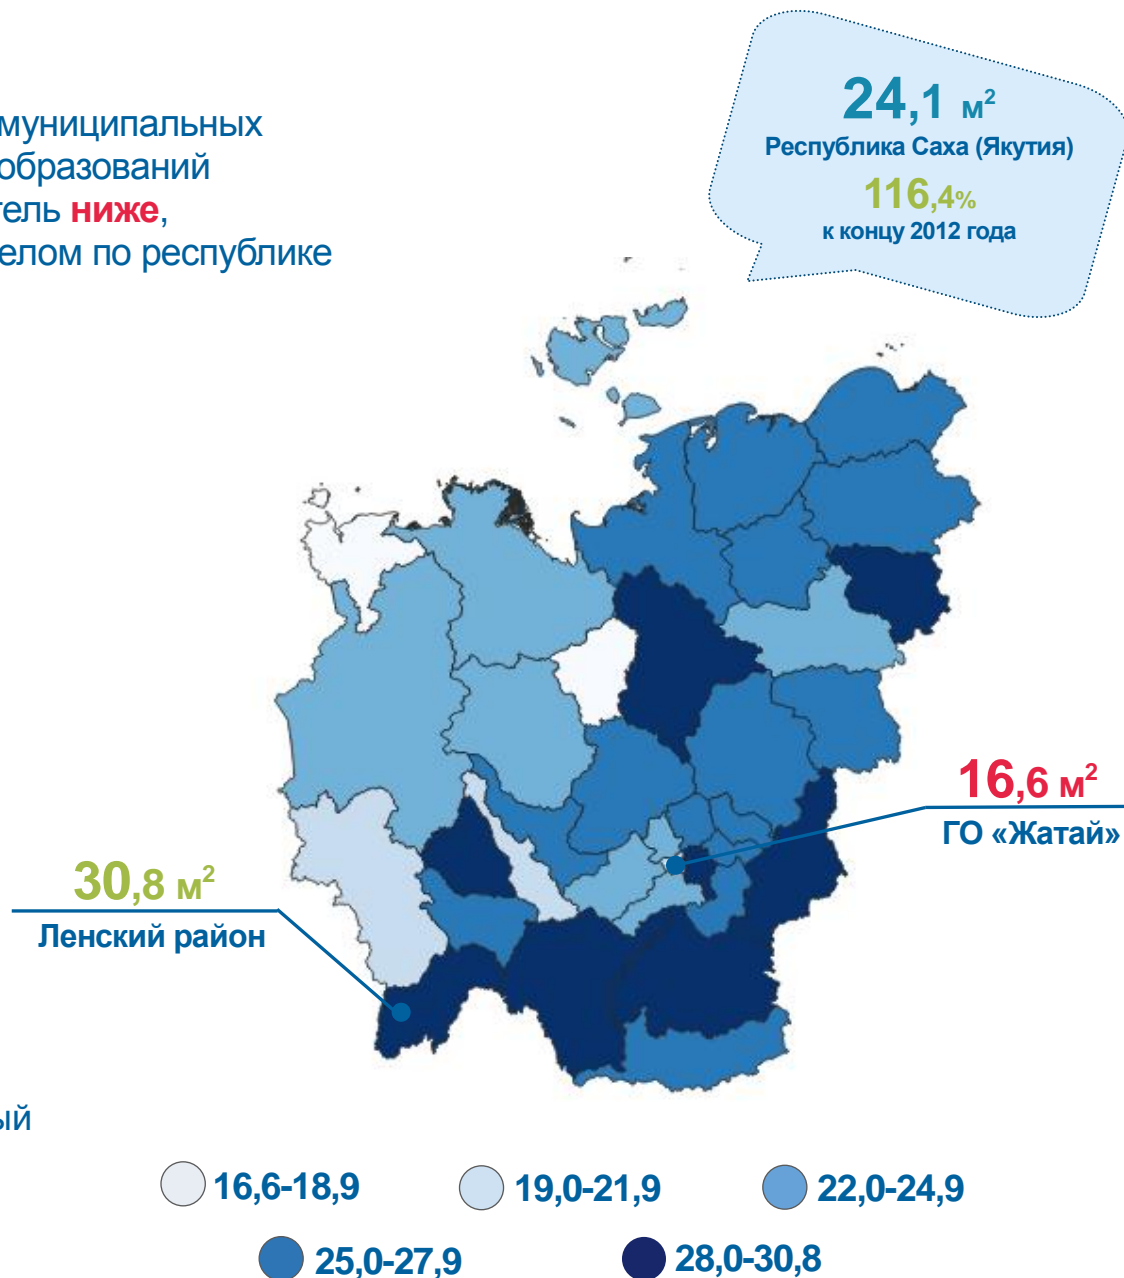 24,1 м²
Республика Саха (Якутия)
116,4%
к концу 2012 года
муниципальных
образований
тель ниже,
елом по республике
16,6 м²
ГО «Жатай»
30,8 м²
Ленский район
ый
16,6-18,9
19,0-21,9
22,0-24,9
25,0-27,9
28,0-30,8